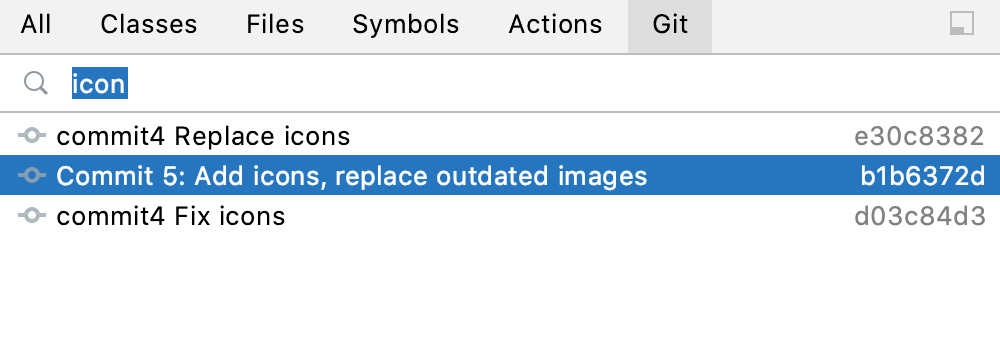 All Classes Files Symbols Actions Git
icon
commit4 Replace icons e30c8382
Commit 5: Add icons, replace outdated images b1b6372d
commit4 Fix icons d03c84d3